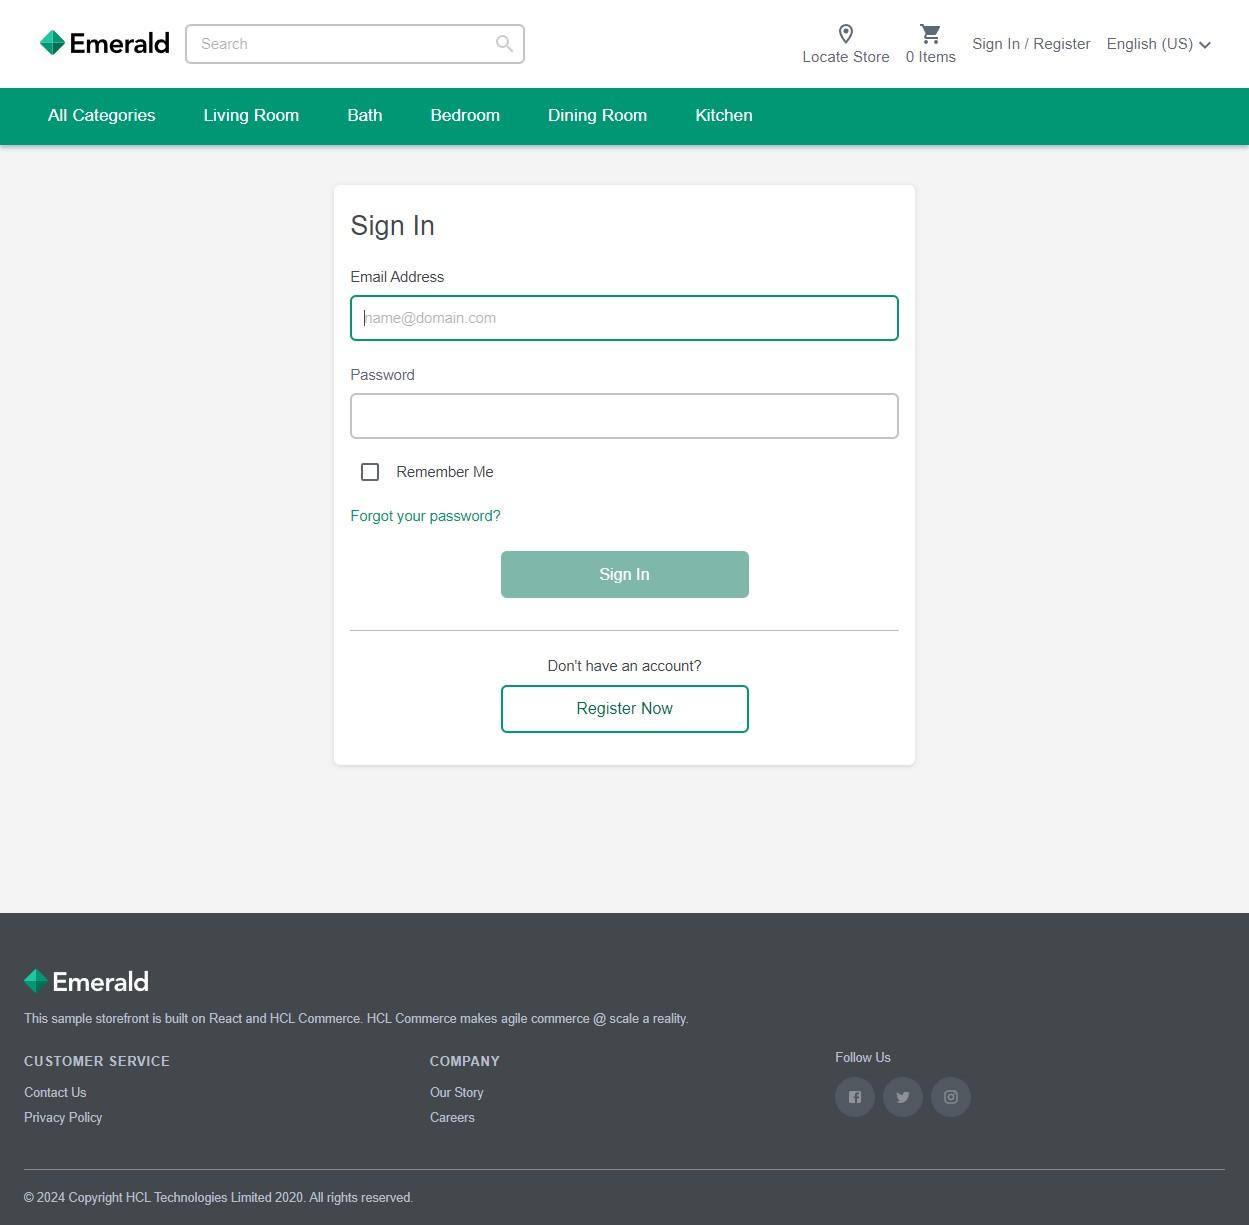 Emerald
Search
Locate Store
0 Items
Sign In / Register
English (US)
All Categories
Living Room
Bath
Bedroom
Dining Room
Kitchen
Sign In
Email Address
name@domain.com
Password
Remember Me
Forgot your password?
Sign In
Don't have an account?
Register Now
Emerald
This sample storefront is built on React and HCL Commerce. HCL Commerce makes agile commerce @ scale a reality.
CUSTOMER SERVICE
Contact Us
Privacy Policy
COMPANY
Our Story
Careers
Follow Us
© 2024 Copyright HCL Technologies Limited 2020. All rights reserved.